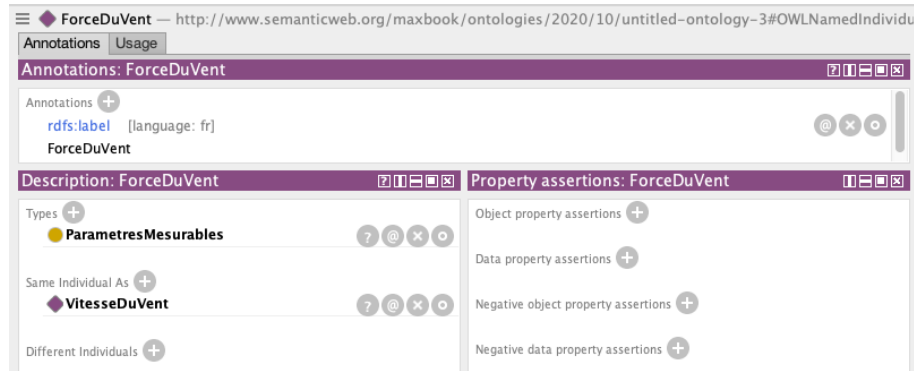 ForceDuVent — http://www.semanticweb.org/maxbook/ontologies/2020/10/untitled-ontology-3#OWLNamedIndividu
Annotations Usage
Annotations: ForceDuVent
Annotations
rdfs:label [language: fr]
ForceDuVent
Description: ForceDuVent
Property assertions: ForceDuVent
Types
ParametresMesurables
Same Individual As
VitesseDuVent
Different Individuals
Object property assertions
Data property assertions
Negative object property assertions
Negative data property assertions